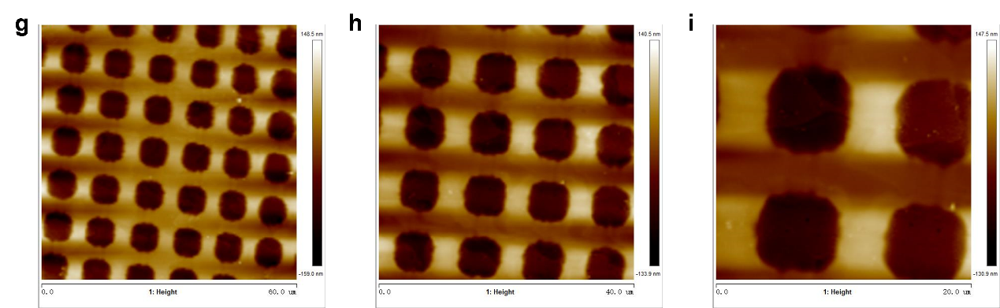 g
148.5 nm
-159.0 nm
0.0
1: Height
60.0 um
h
140.5 nm
-133.9 nm
0.0
1: Height
40.0 um
i
147.5 nm
-130.9 nm
0.0
1: Height
20.0 um